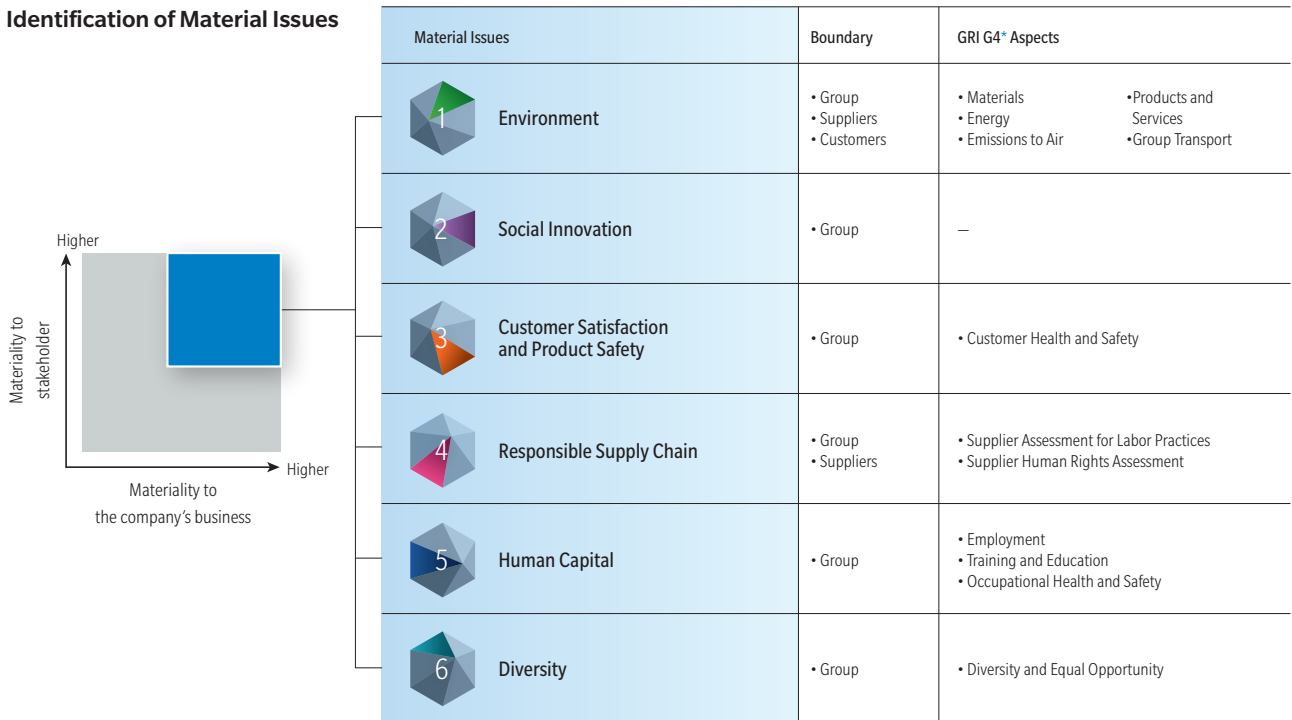 Identification of Material Issues
Material Issues
Boundary
GRI G4* Aspects
1
Environment
• Group
• Suppliers
• Customers
• Materials
• Energy
• Emissions to Air
•Products and
Services
•Group Transport
2
Social Innovation
• Group
—
3
Customer Satisfaction
and Product Safety
• Group
• Customer Health and Safety
4
Responsible Supply Chain
• Group
• Suppliers
• Supplier Assessment for Labor Practices
• Supplier Human Rights Assessment
5
Human Capital
• Group
• Employment
• Training and Education
• Occupational Health and Safety
6
Diversity
• Group
• Diversity and Equal Opportunity
Higher
Materiality to
stakeholder
Higher
Materiality to
the company's business